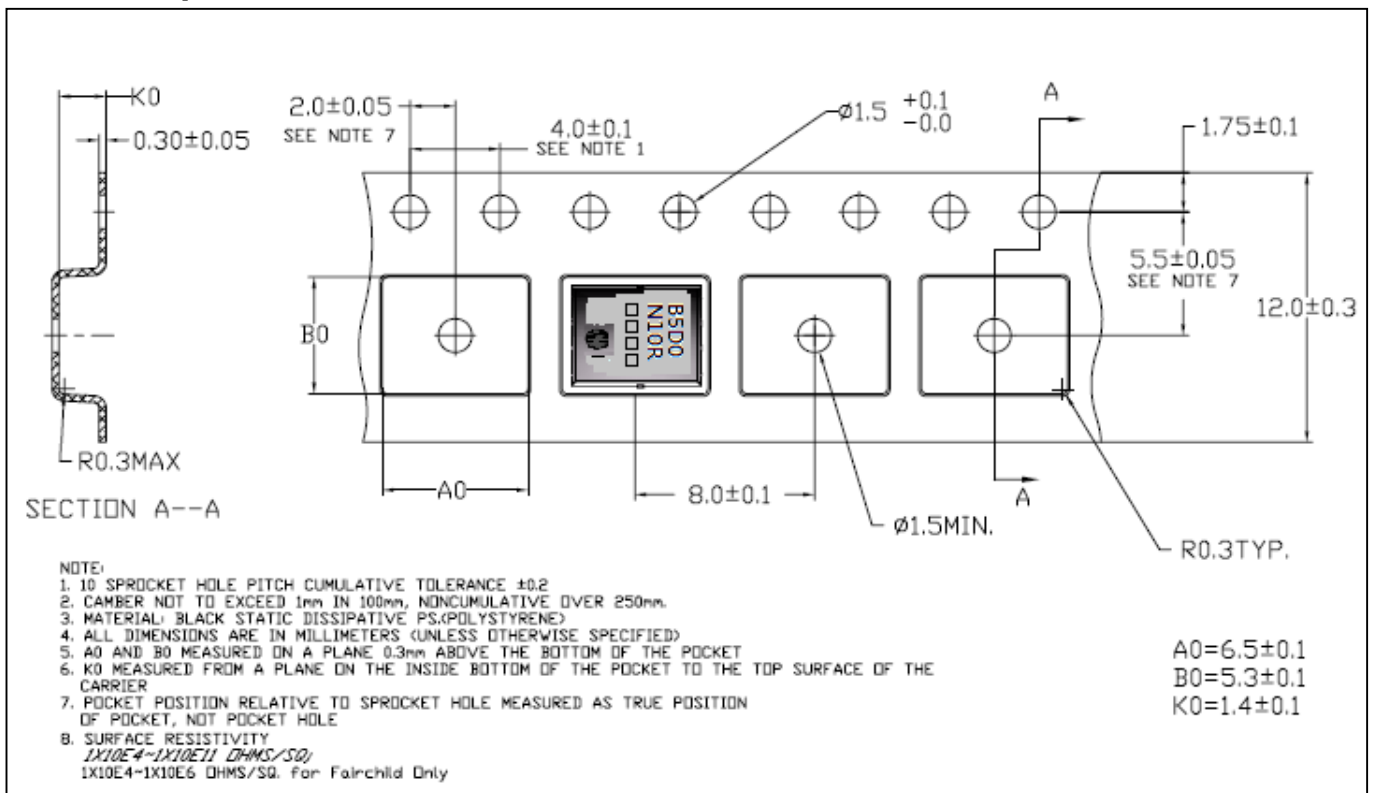 K0
0.30±0.05
2.0±0.05
SEE NOTE 7
4.0±0.1
SEE NOTE 1
Ø1.5 +0.1
-0.0
A
1.75±0.1
5.5±0.05
SEE NOTE 7
12.0±0.3
B0
B5D0
N10R
R0.3MAX
SECTION A--A
A0
8.0±0.1
Ø1.5MIN.
A
R0.3TYP.
NOTE:
1. 10 SPROCKET HOLE PITCH CUMULATIVE TOLERANCE ±0.2
2. CAMBER NOT TO EXCEED 1mm IN 100mm, NONCUMULATIVE OVER 250mm.
3. MATERIAL: BLACK STATIC DISSIPATIVE PS.(POLYSTYRENE)
4. ALL DIMENSIONS ARE IN MILLIMETERS (UNLESS OTHERWISE SPECIFIED)
5. A0 AND B0 MEASURED ON A PLANE 0.3mm ABOVE THE BOTTOM OF THE POCKET
6. K0 MEASURED FROM A PLANE ON THE INSIDE BOTTOM OF THE POCKET TO THE TOP SURFACE OF THE
CARRIER
7. POCKET POSITION RELATIVE TO SPROCKET HOLE MEASURED AS TRUE POSITION
OF POCKET, NOT POCKET HOLE
8. SURFACE RESISTIVITY
1X10E4~1X10E11 OHMS/SQ;
1X10E4~1X10E6 OHMS/SQ. for Fairchild Only
A0=6.5±0.1
B0=5.3±0.1
K0=1.4±0.1